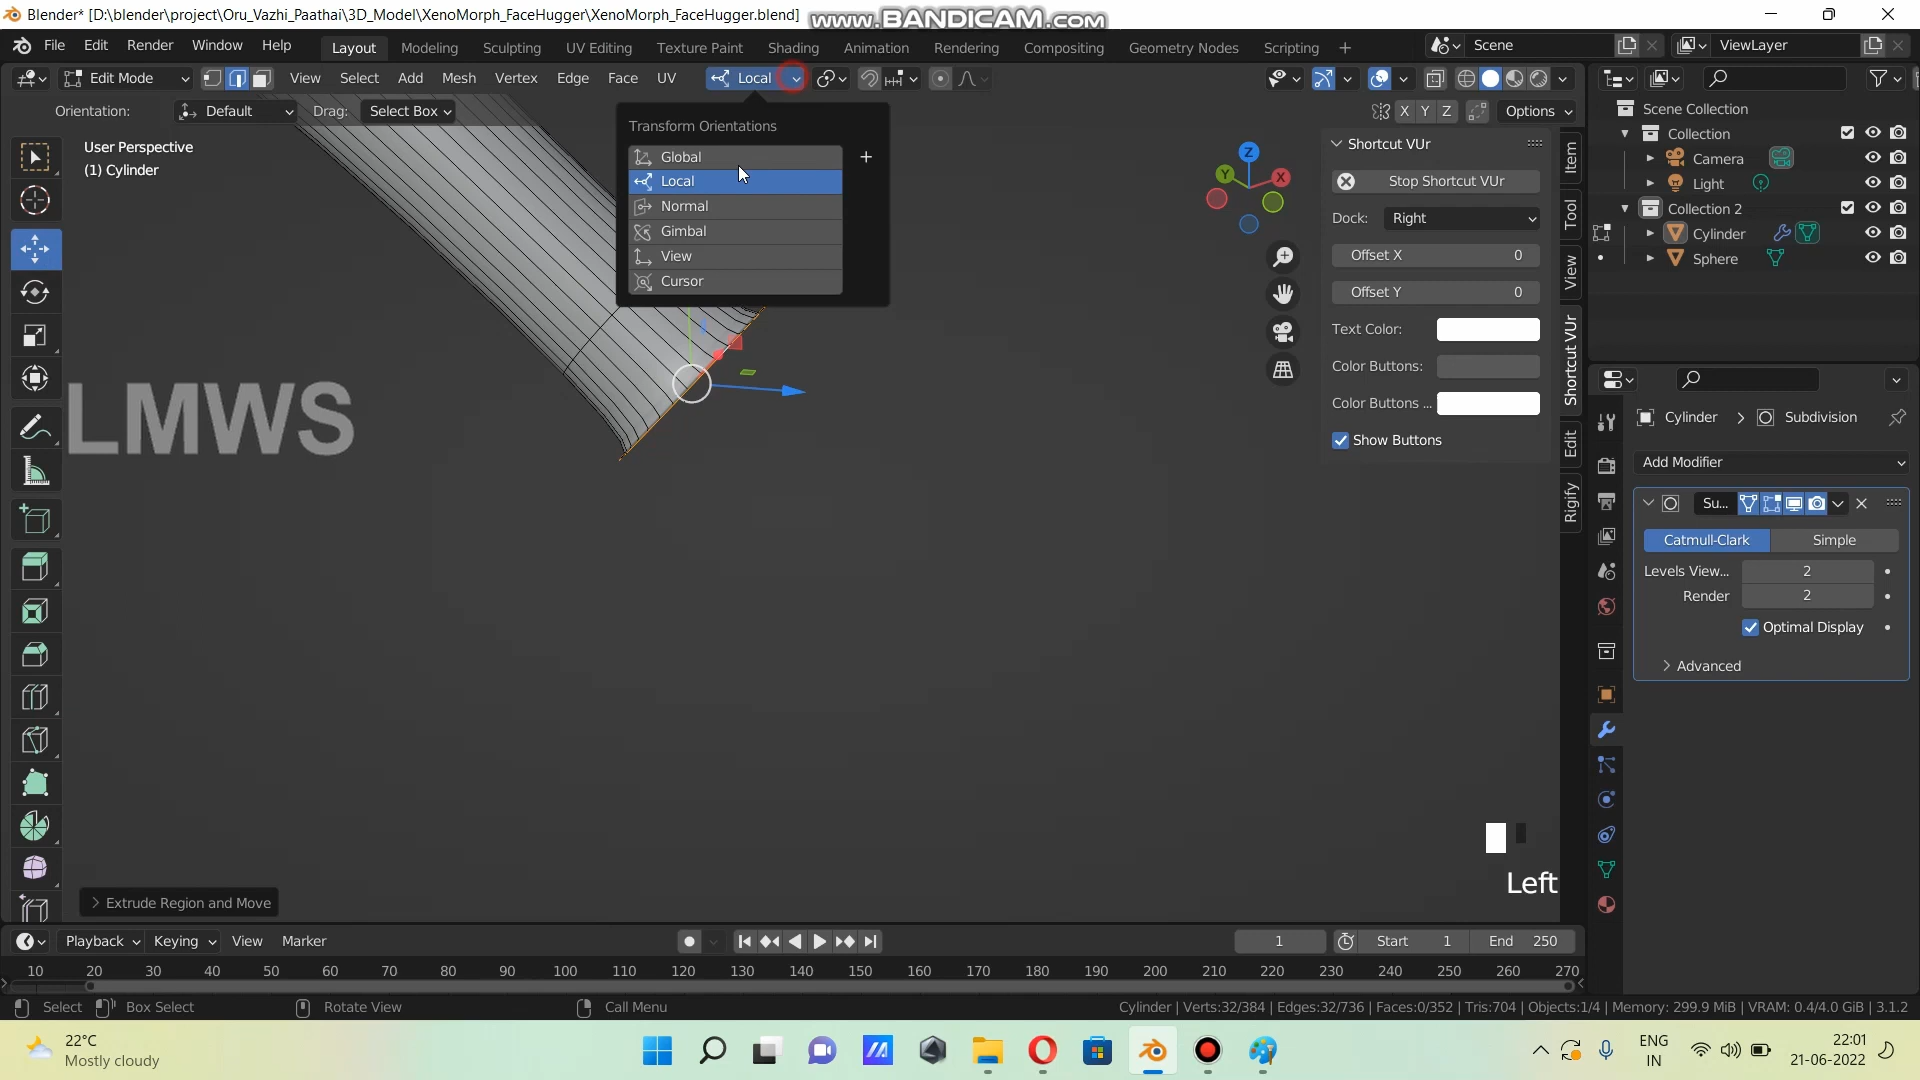 Blender* [D:\blender\project\Oru_Vazhi_Paathai\3D_Model\XenoMorph_FaceHugger\XenoMorph_FaceHugger.blend]
www.BANDICAM.com
File Edit Render Window Help
Layout Modeling Sculpting UV Editing Texture Paint Shading Animation Rendering Compositing Geometry Nodes Scripting +
Scene
ViewLayer
Edit Mode
View Select Add Mesh Vertex Edge Face UV
Local
Orientation: Default Drag: Select Box
X Y Z Options
User Perspective
(1) Cylinder
Transform Orientations
Global
Local
Normal
Gimbal
View
Cursor
LMWS
Z
Y
X
Shortcut VUr
Stop Shortcut VUr
Dock: Right
Offset X 0
Offset Y 0
Text Color:
Color Buttons:
Color Buttons ...
Show Buttons
Item
Tool
View
Shortcut VUr
Edit
Rigify
Scene Collection
Collection
Camera
Light
Collection 2
Cylinder
Sphere
Cylinder > Subdivision
Add Modifier
Su...
Catmull-Clark Simple
Levels View... 2
Render 2
Optimal Display
Advanced
Left
Extrude Region and Move
Playback Keying View Marker
1 Start 1 End 250
10 20 30 40 50 60 70 80 90 100 110 120 130 140 150 160 170 180 190 200 210 220 230 240 250 260 270
Select Box Select Rotate View Call Menu
Cylinder | Verts:32/384 | Edges:32/736 | Faces:0/352 | Tris:704 | Objects:1/4 | Memory: 299.9 MiB | VRAM: 0.4/4.0 GiB | 3.1.2
22°C
Mostly cloudy
ENG
IN
22:01
21-06-2022